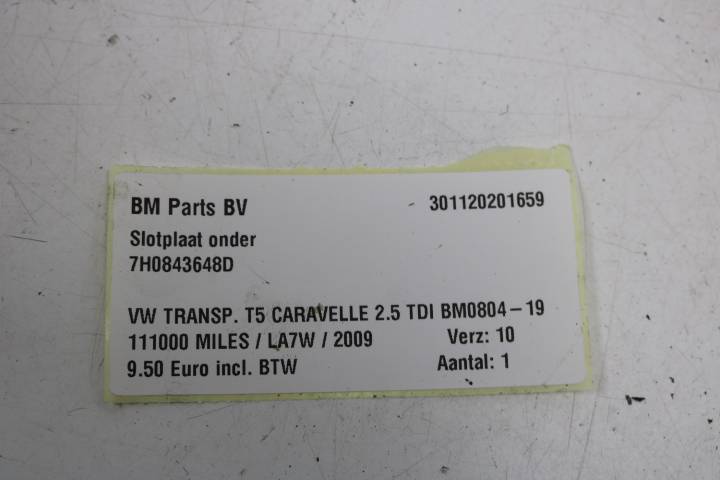 BM Parts BV 301120201659
Slotplaat onder
7H0843648D
VW TRANSP. T5 CARAVELLE 2.5 TDI BM0804-19
111000 MILES / LA7W / 2009 Verz: 10
9.50 Euro incl. BTW Aantal: 1